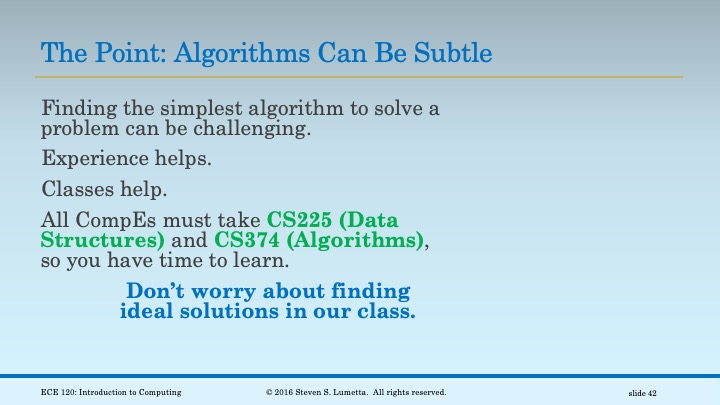 The Point: Algorithms Can Be Subtle
Finding the simplest algorithm to solve a
problem can be challenging.
Experience helps.
Classes help.
All CompEs must take CS225 (Data
Structures) and CS374 (Algorithms),
so you have time to learn.
Don’t worry about finding
ideal solutions in our class.
ECE 120: Introduction to Computing
© 2016 Steven S. Lumetta.  All rights reserved.
slide 42